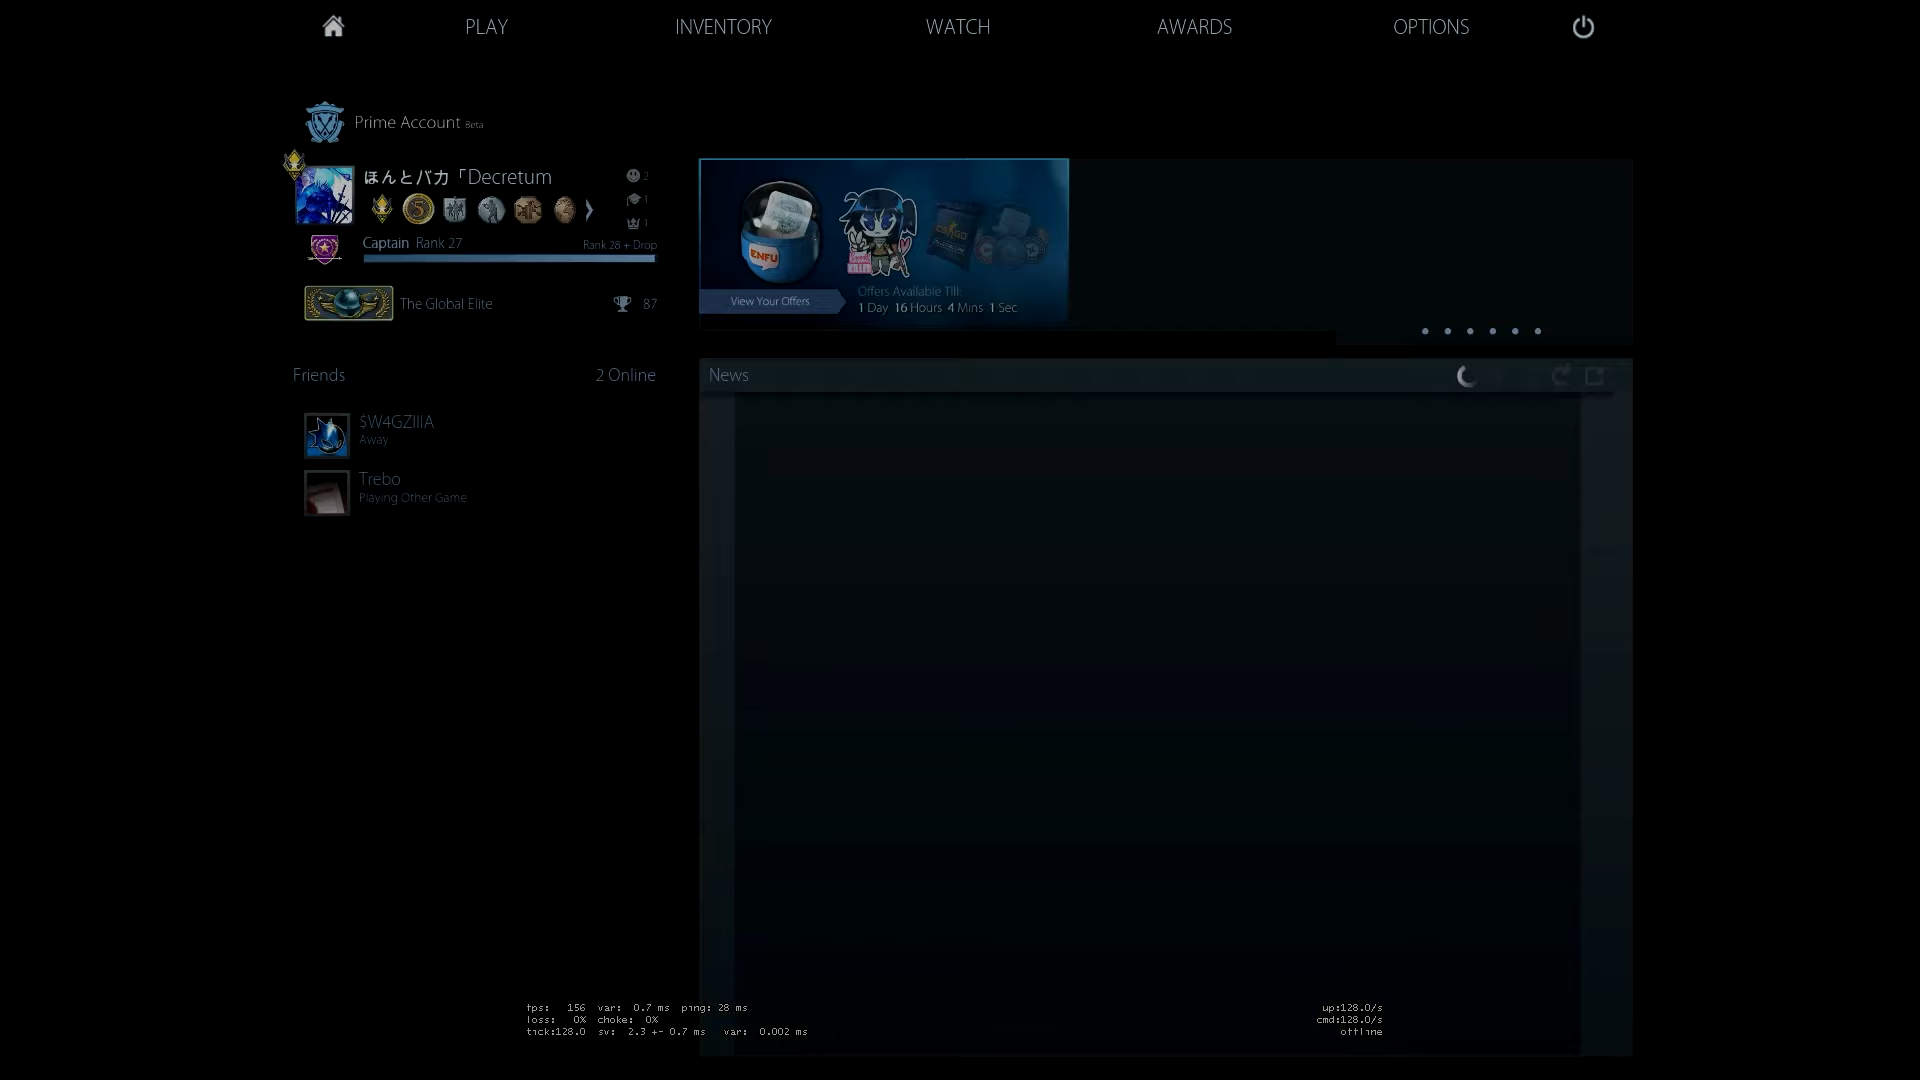 PLAY
INVENTORY
WATCH
AWARDS
OPTIONS
Prime Account Beta
ほんとバカ「Decretum
2
1
1
Captain Rank 27
Rank 28 + Drop
The Global Elite
87
Friends
2 Online
$W4GZIIIA
Away
Trebo
Playing Other Game
ENFU
CS:GO
View Your Offers
Offers Available Till:
1 Day 16 Hours 4 Mins 1 Sec
News
fps: 156 var: 0.7 ms ping: 28 ms
loss: 0% choke: 0%
tick:128.0 sv: 2.3 +- 0.7 ms var: 0.002 ms
up:128.0/s
cmd:128.0/s
offline